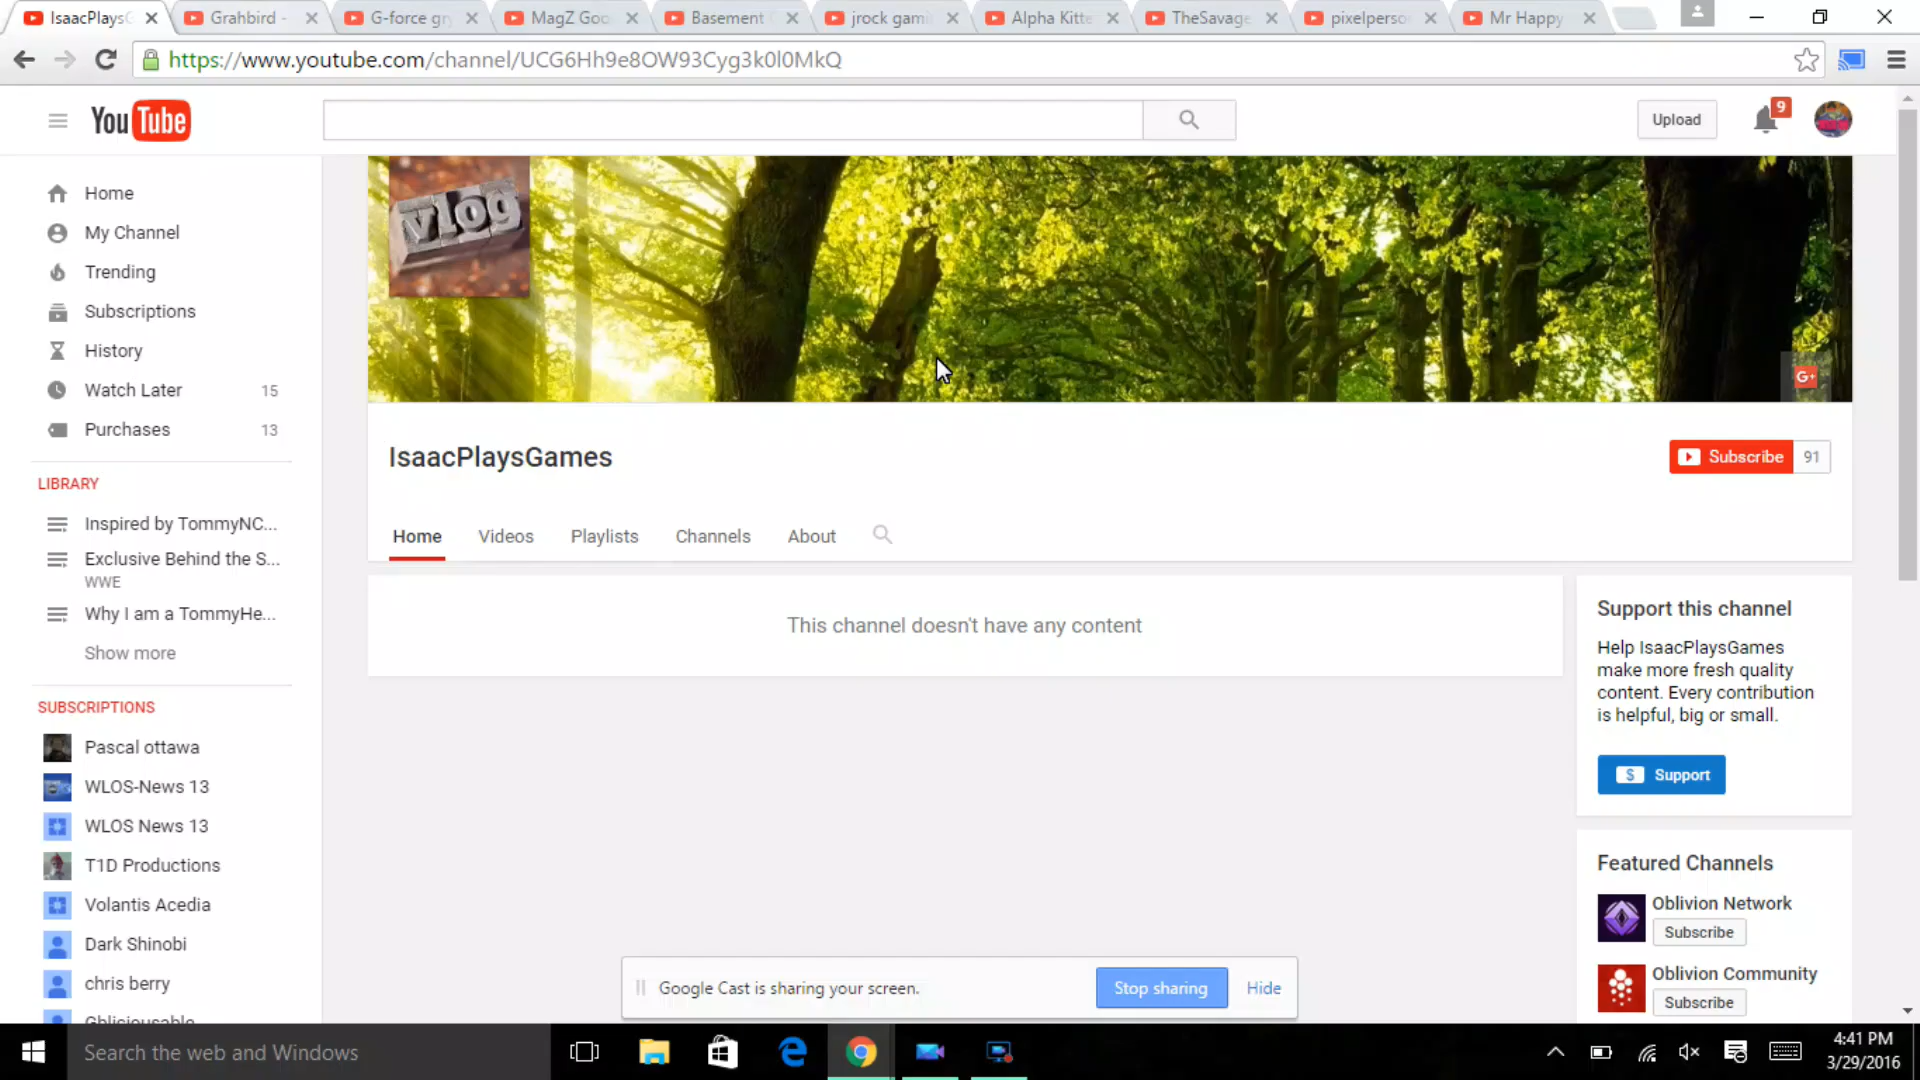 IsaacPlaysG
Grahbird -
G-force gr
MagZ Goo
Basement
jrock gami
Alpha Kitte
TheSavage
pixelperso
Mr Happy
https://www.youtube.com/channel/UCG6Hh9e8OW93Cyg3k0l0MkQ
YouTube
Upload
9
Home
My Channel
Trending
Subscriptions
History
Watch Later 15
Purchases 13
LIBRARY
Inspired by TommyNC...
Exclusive Behind the S...
WWE
Why I am a TommyHe...
Show more
SUBSCRIPTIONS
Pascal ottawa
WLOS-News 13
WLOS News 13
T1D Productions
Volantis Acedia
Dark Shinobi
chris berry
vlog
G+
IsaacPlaysGames
Subscribe 91
Home Videos Playlists Channels About
This channel doesn't have any content
Support this channel
Help IsaacPlaysGames
make more fresh quality
content. Every contribution
is helpful, big or small.
$ Support
Featured Channels
Oblivion Network
Subscribe
Oblivion Community
Subscribe
Google Cast is sharing your screen.
Stop sharing
Hide
Search the web and Windows
4:41 PM
3/29/2016